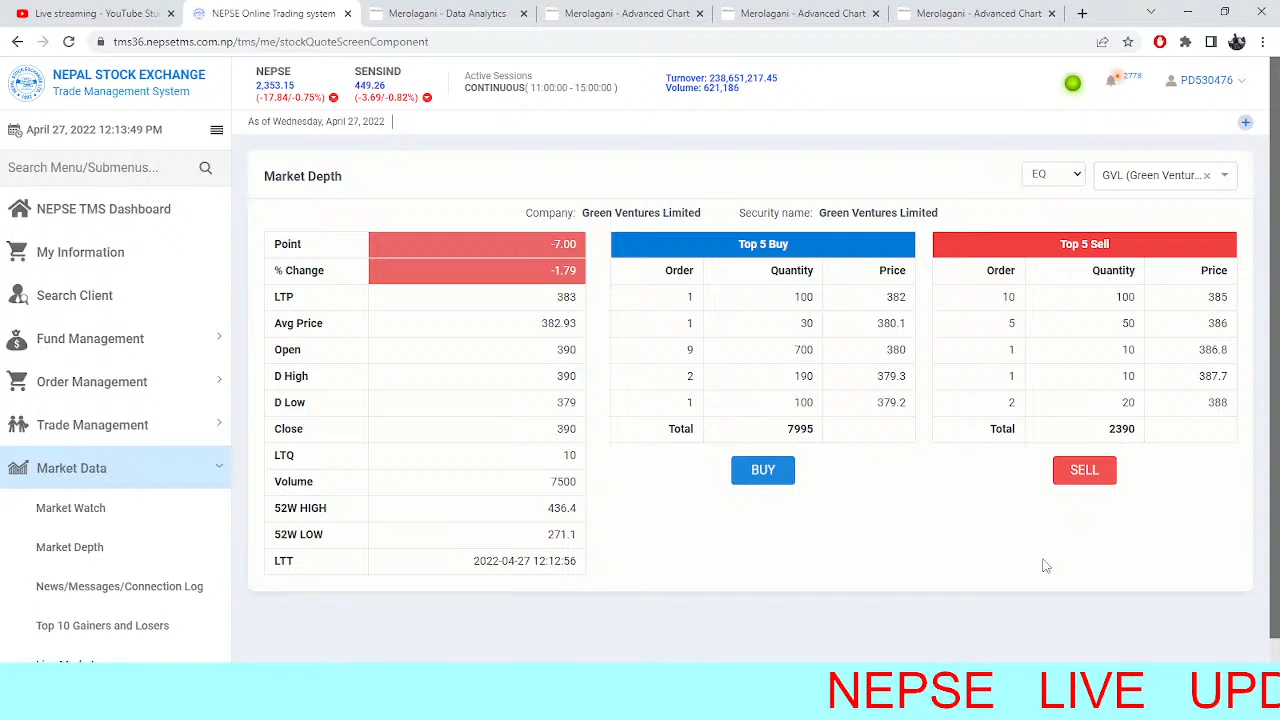 Live streaming - YouTube Stu
NEPSE Online Trading system
Merolagani - Data Analytics
Merolagani - Advanced Chart
Merolagani - Advanced Chart
Merolagani - Advanced Chart
tms36.nepsetms.com.np/tms/me/stockQuoteScreenComponent
NEPAL STOCK EXCHANGE
Trade Management System
NEPSE
2,353.15
(-17.84/-0.75%)
SENSIND
449.26
(-3.69/-0.82%)
Active Sessions
CONTINUOUS( 11:00:00 - 15:00:00 )
Turnover: 238,651,217.45
Volume: 621,186
2778
PD530476
April 27, 2022 12:13:49 PM
As of Wednesday, April 27, 2022
Search Menu/Submenus...
NEPSE TMS Dashboard
My Information
Search Client
Fund Management
Order Management
Trade Management
Market Data
Market Watch
Market Depth
News/Messages/Connection Log
Top 10 Gainers and Losers
Market Depth
EQ
GVL (Green Ventur...
Company: Green Ventures Limited Security name: Green Ventures Limited
Point -7.00
% Change -1.79
LTP 383
Avg Price 382.93
Open 390
D High 390
D Low 379
Close 390
LTQ 10
Volume 7500
52W HIGH 436.4
52W LOW 271.1
LTT 2022-04-27 12:12:56
Top 5 Buy
Order Quantity Price
1 100 382
1 30 380.1
9 700 380
2 190 379.3
1 100 379.2
Total 7995
BUY
Top 5 Sell
Order Quantity Price
10 100 385
5 50 386
1 10 386.8
1 10 387.7
2 20 388
Total 2390
SELL
NEPSE LIVE UPD